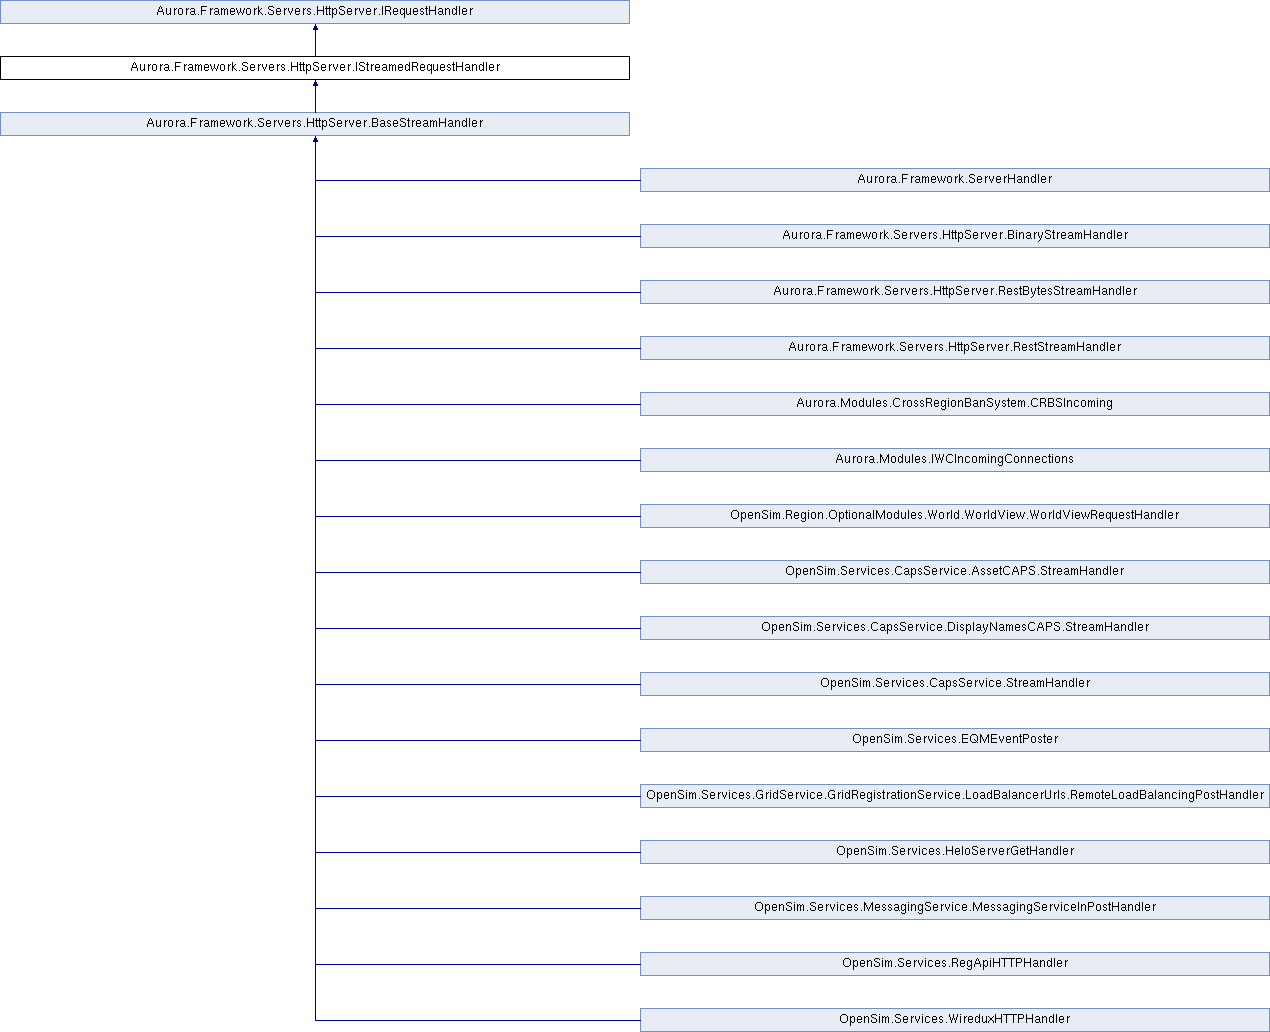 Aurora.Framework.Servers.HttpServer.IRequestHandler
Aurora.Framework.Servers.HttpServer.IStreamedRequestHandler
Aurora.Framework.Servers.HttpServer.BaseStreamHandler
Aurora.Framework.ServerHandler
Aurora.Framework.Servers.HttpServer.BinaryStreamHandler
Aurora.Framework.Servers.HttpServer.RestBytesStreamHandler
Aurora.Framework.Servers.HttpServer.RestStreamHandler
Aurora.Modules.CrossRegionBanSystem.CRBSIncoming
Aurora.Modules.IWCIncomingConnections
OpenSim.Region.OptionalModules.World.WorldView.WorldViewRequestHandler
OpenSim.Services.CapsService.AssetCAPS.StreamHandler
OpenSim.Services.CapsService.DisplayNamesCAPS.StreamHandler
OpenSim.Services.CapsService.StreamHandler
OpenSim.Services.EQMEventPoster
OpenSim.Services.GridService.GridRegistrationService.LoadBalancerUrls.RemoteLoadBalancingPostHandler
OpenSim.Services.HeloServerGetHandler
OpenSim.Services.MessagingService.MessagingServiceInPostHandler
OpenSim.Services.RegApiHTTPHandler
OpenSim.Services.WireduxHTTPHandler